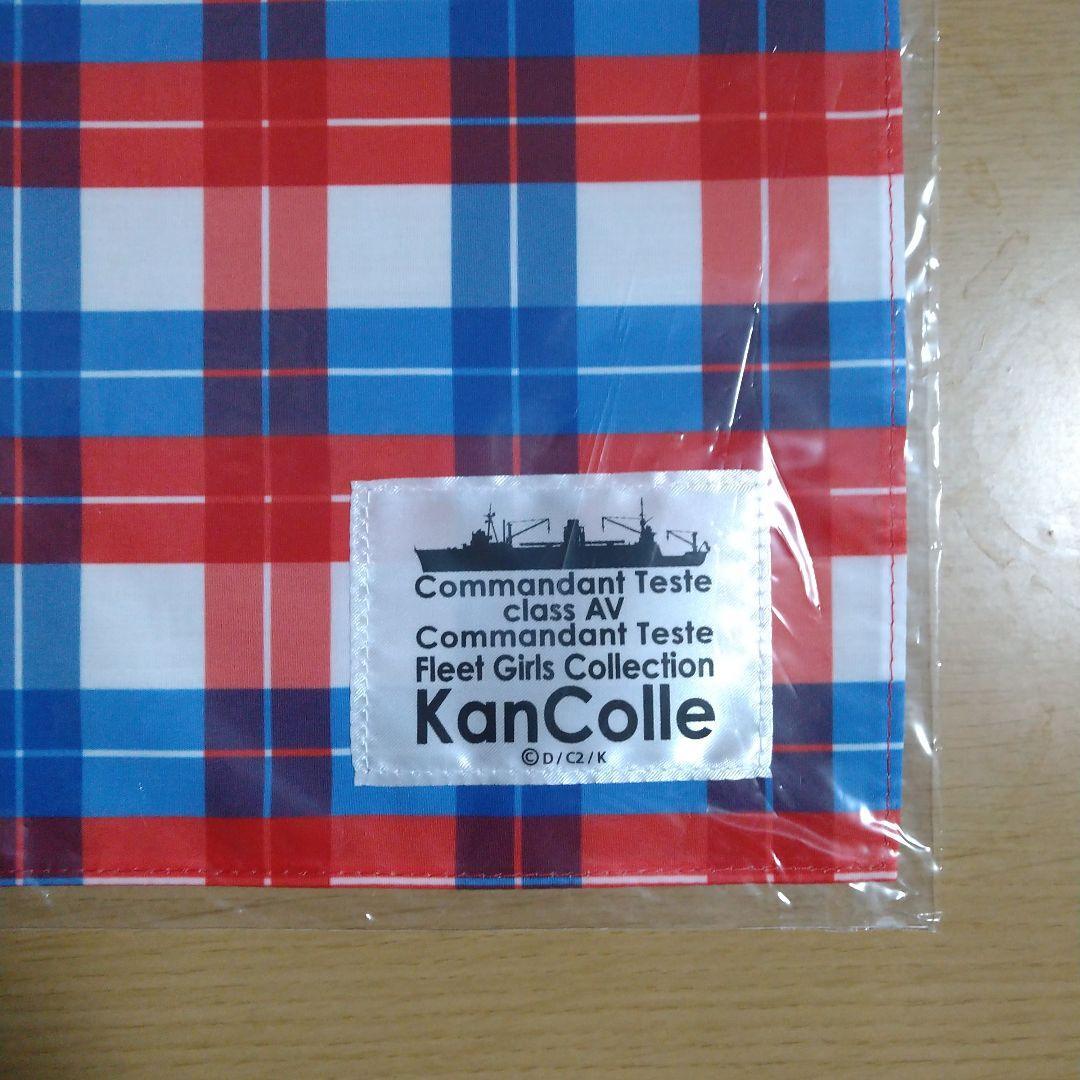 Commandant Teste
class AV
Commandant Teste
Fleet Girls Collection
KanColle
©D/C2/K